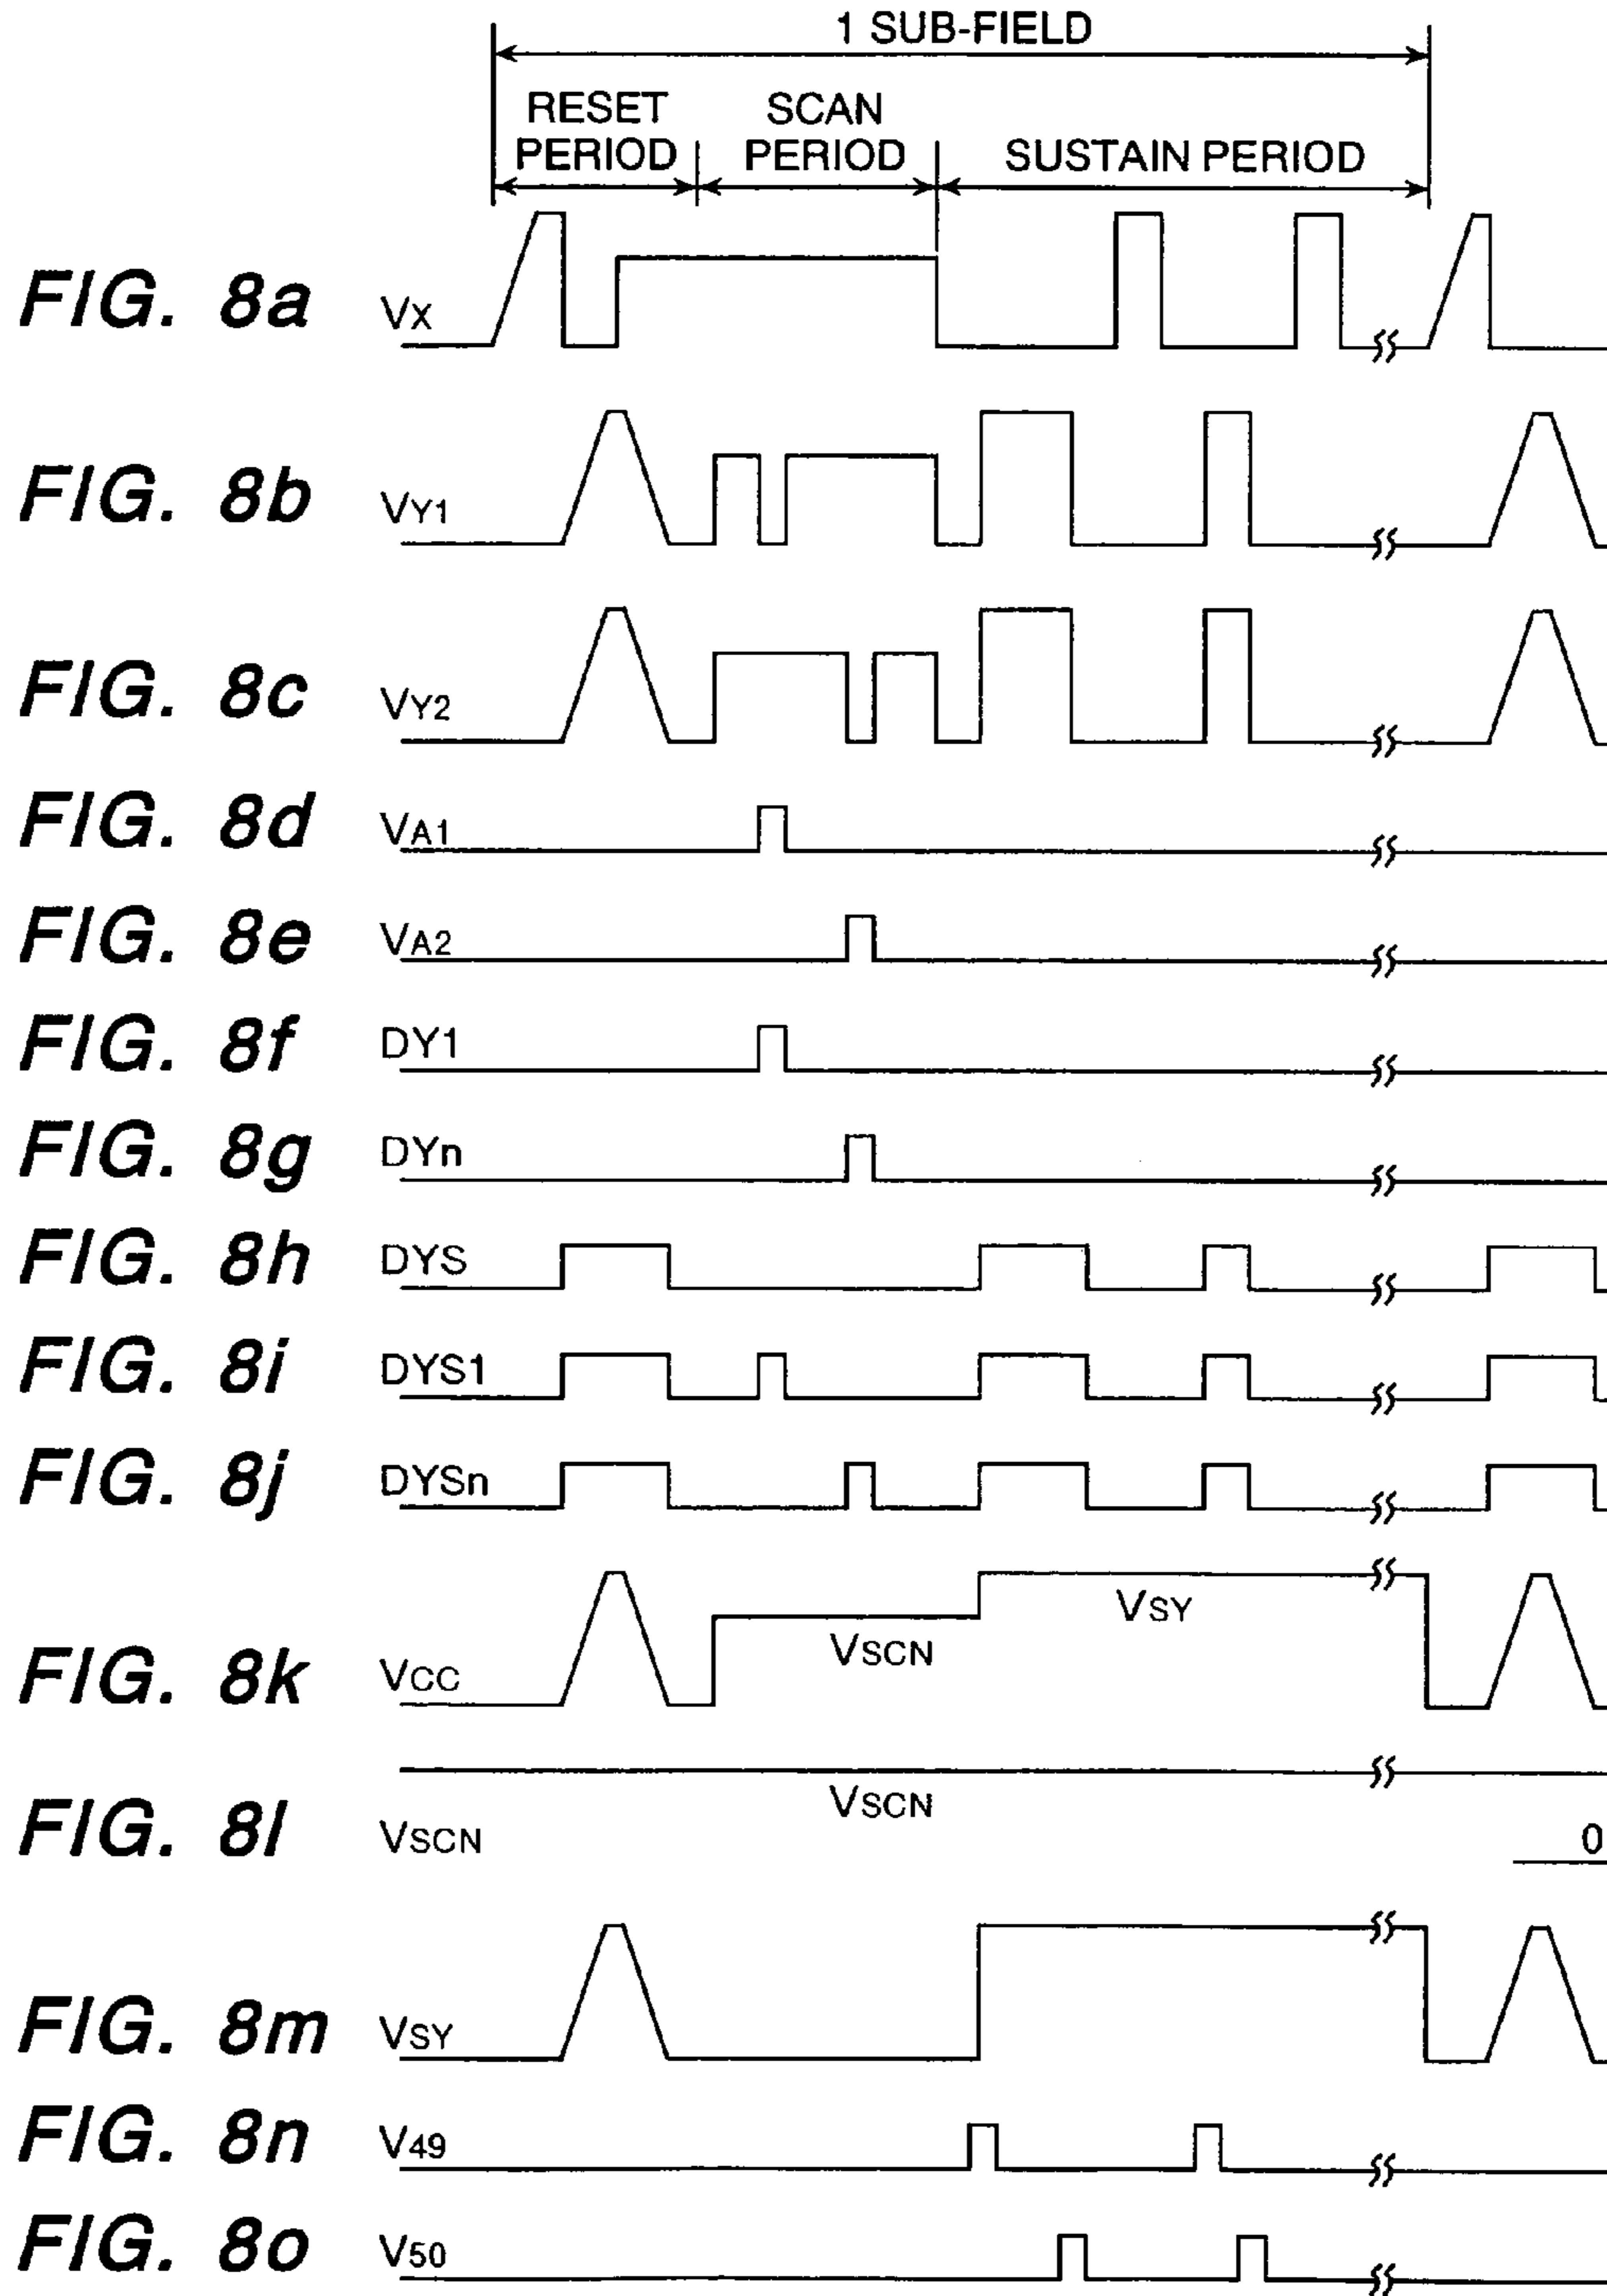 1 SUB-FIELD
RESET PERIOD
SCAN PERIOD
SUSTAIN PERIOD
FIG. 8a VX
FIG. 8b VY1
FIG. 8c VY2
FIG. 8d VA1
FIG. 8e VA2
FIG. 8f DY1
FIG. 8g DYn
FIG. 8h DYS
FIG. 8i DYS1
FIG. 8j DYSn
FIG. 8k VCC VSCN VSY
FIG. 8l VSCN VSCN 0
FIG. 8m VSY
FIG. 8n V49
FIG. 8o V50